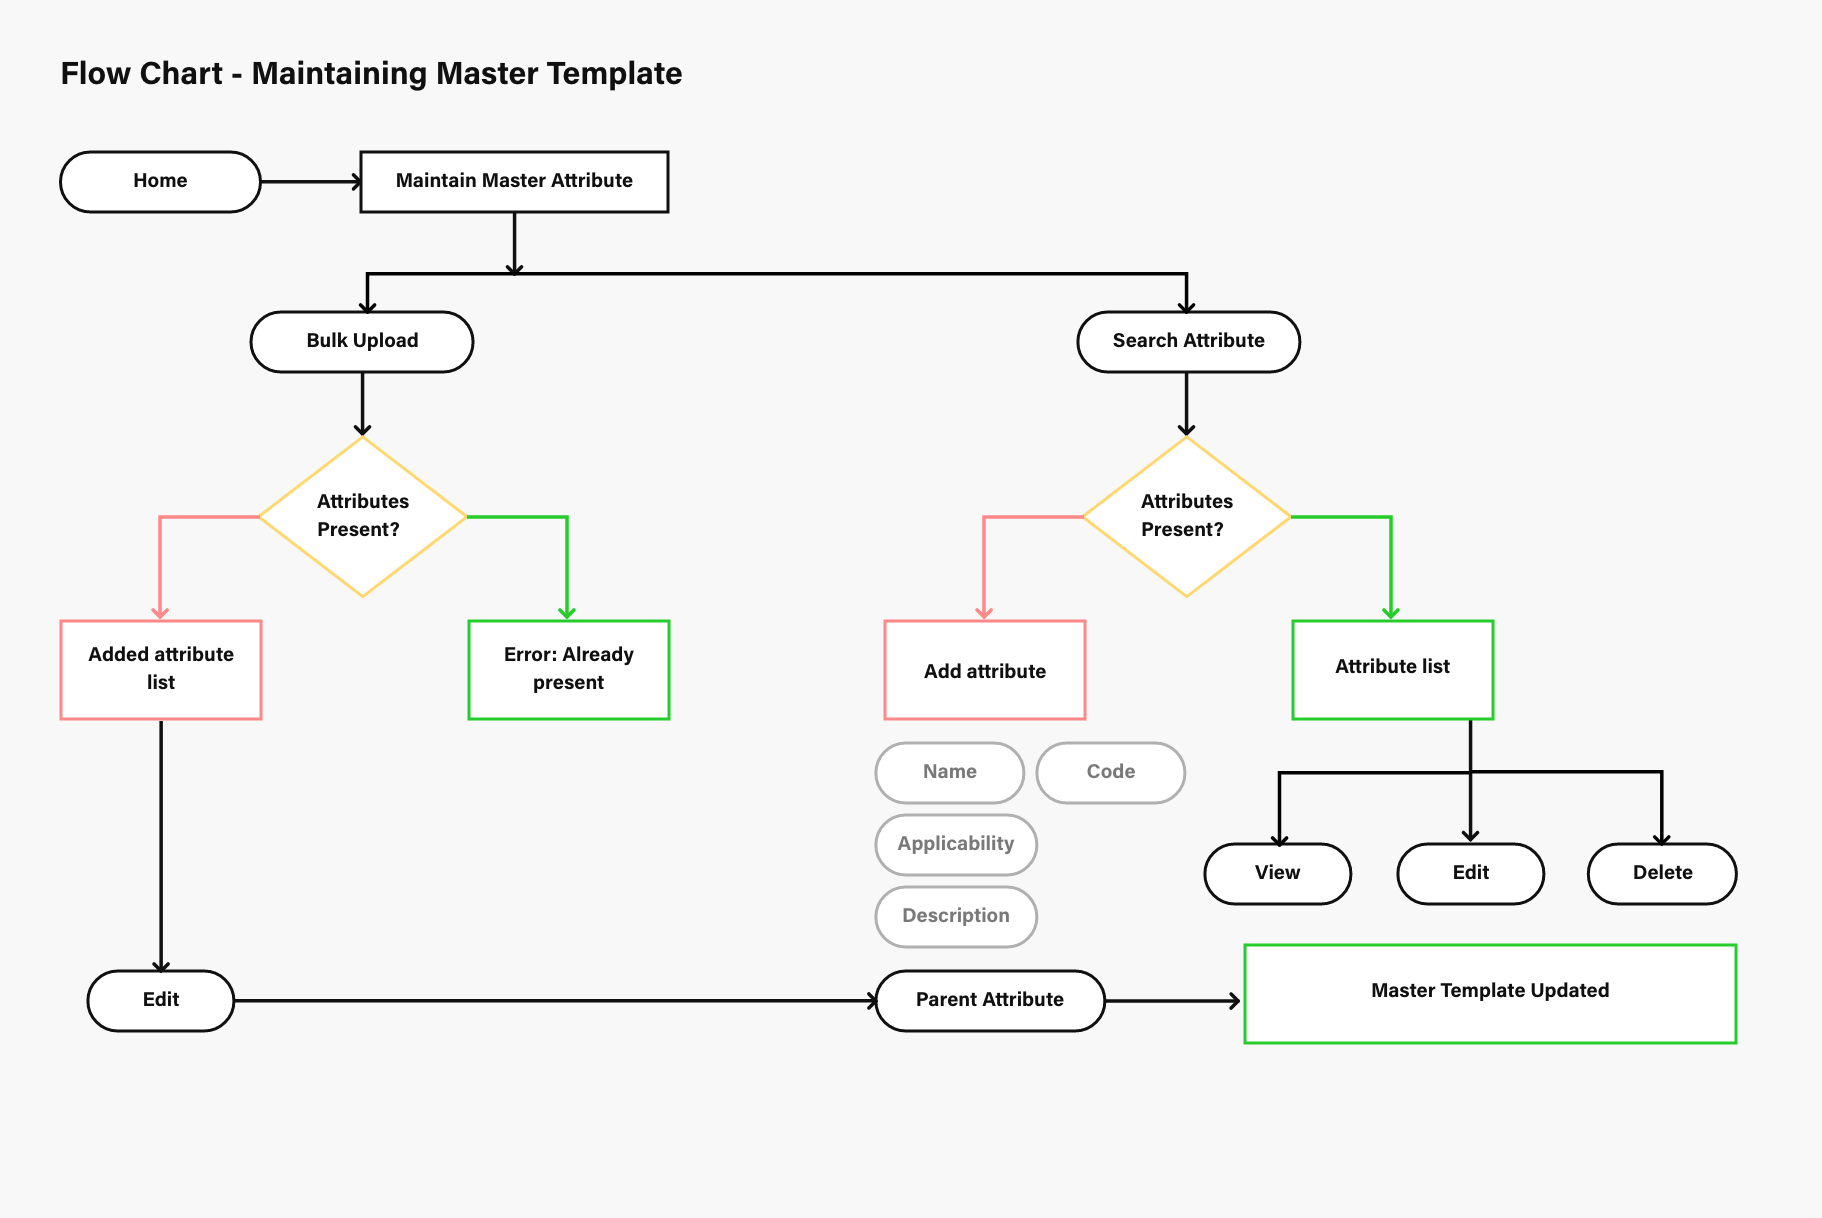 Flow Chart - Maintaining Master Template
Home
Maintain Master Attribute
Bulk Upload
Search Attribute
Attributes
Present?
Attributes
Present?
Added attribute
list
Error: Already
present
Add attribute
Attribute list
Name
Code
Applicability
Description
View
Edit
Delete
Edit
Parent Attribute
Master Template Updated